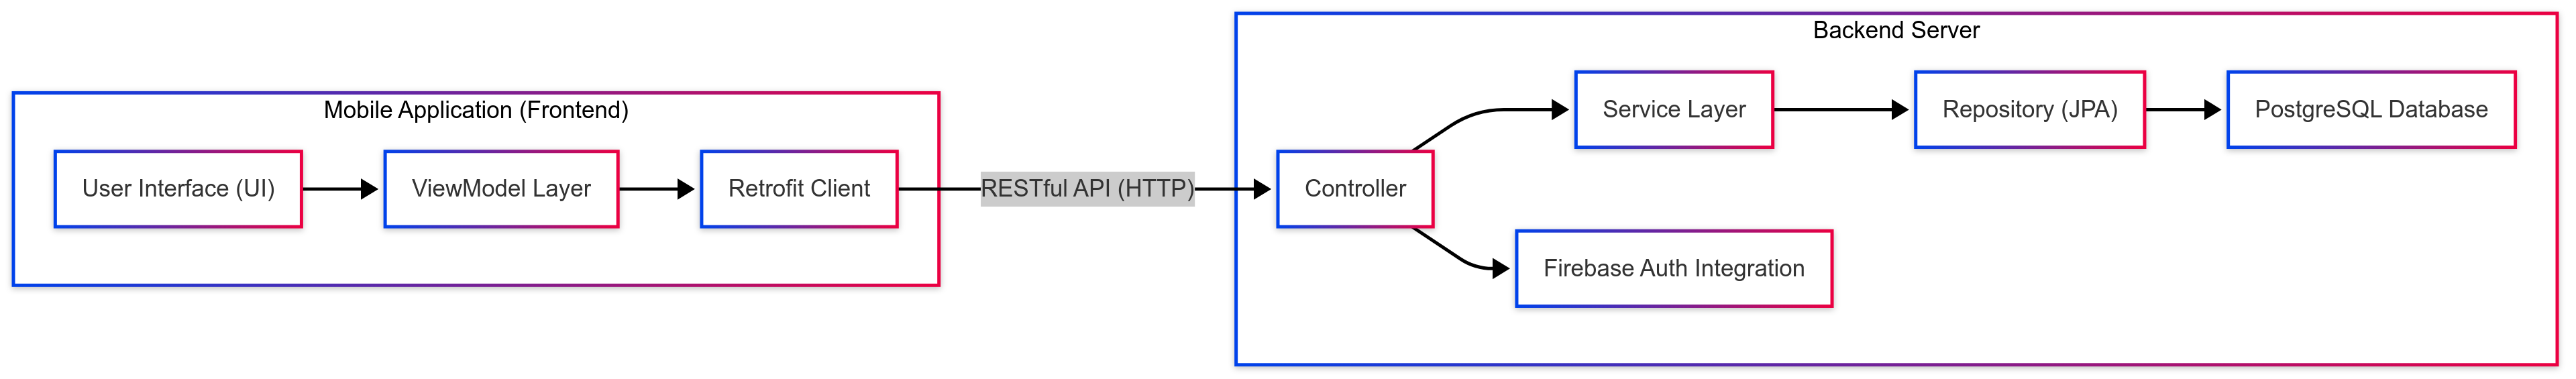 Mobile Application (Frontend)
User Interface (UI)
ViewModel Layer
Retrofit Client
RESTful API (HTTP)
Backend Server
Controller
Service Layer
Repository (JPA)
PostgreSQL Database
Firebase Auth Integration